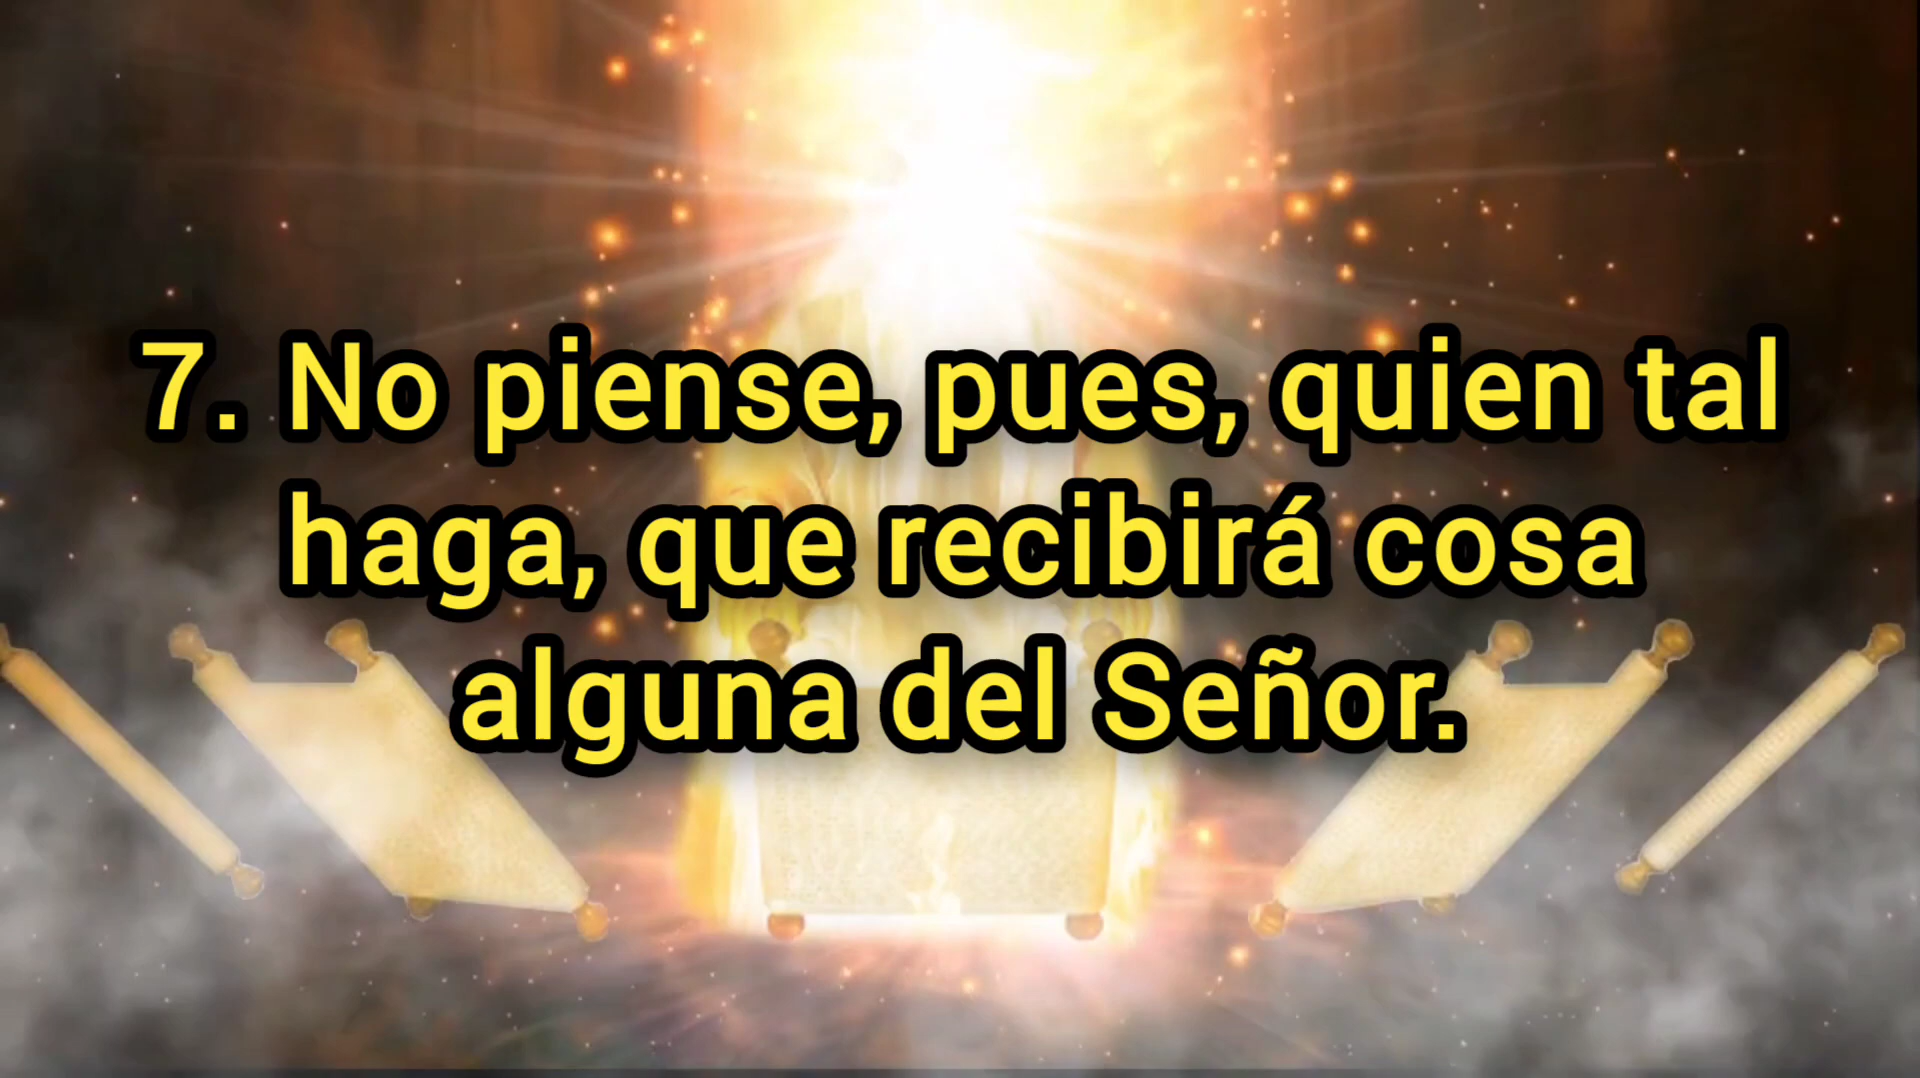 7. No piense, pues, quien tal
haga, que recibirá cosa
alguna del Señor.